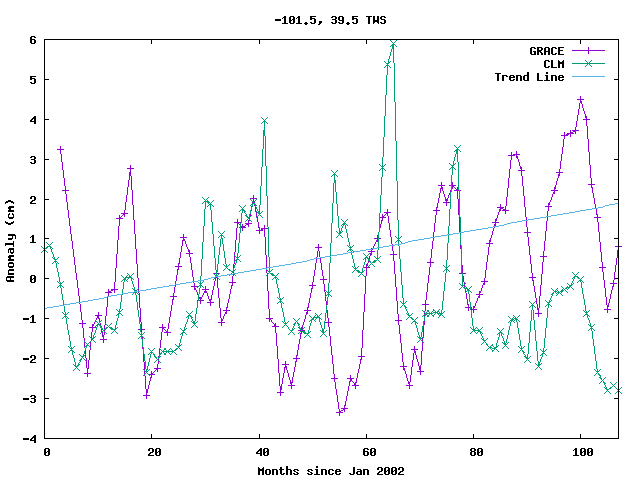 -101.5, 39.5 TWS
GRACE
CLM
Trend Line
6
5
4
3
2
1
0
-1
-2
-3
-4
Anomaly (cm)
0 20 40 60 80 100
Months since Jan 2002